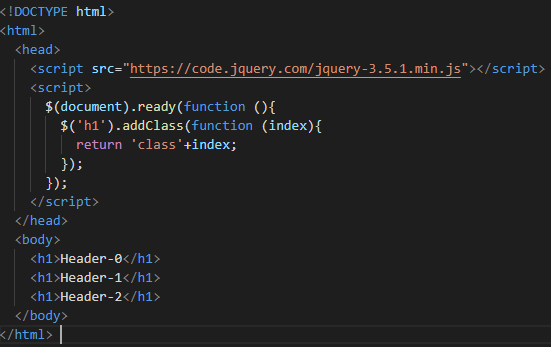 <!DOCTYPE html>
<html>
  <head>
    <script src="https://code.jquery.com/jquery-3.5.1.min.js"></script>
    <script>
      $(document).ready(function (){
        $('h1').addClass(function (index){
          return 'class'+index;
        });
      });
    </script>
  </head>
  <body>
    <h1>Header-0</h1>
    <h1>Header-1</h1>
    <h1>Header-2</h1>
  </body>
</html>